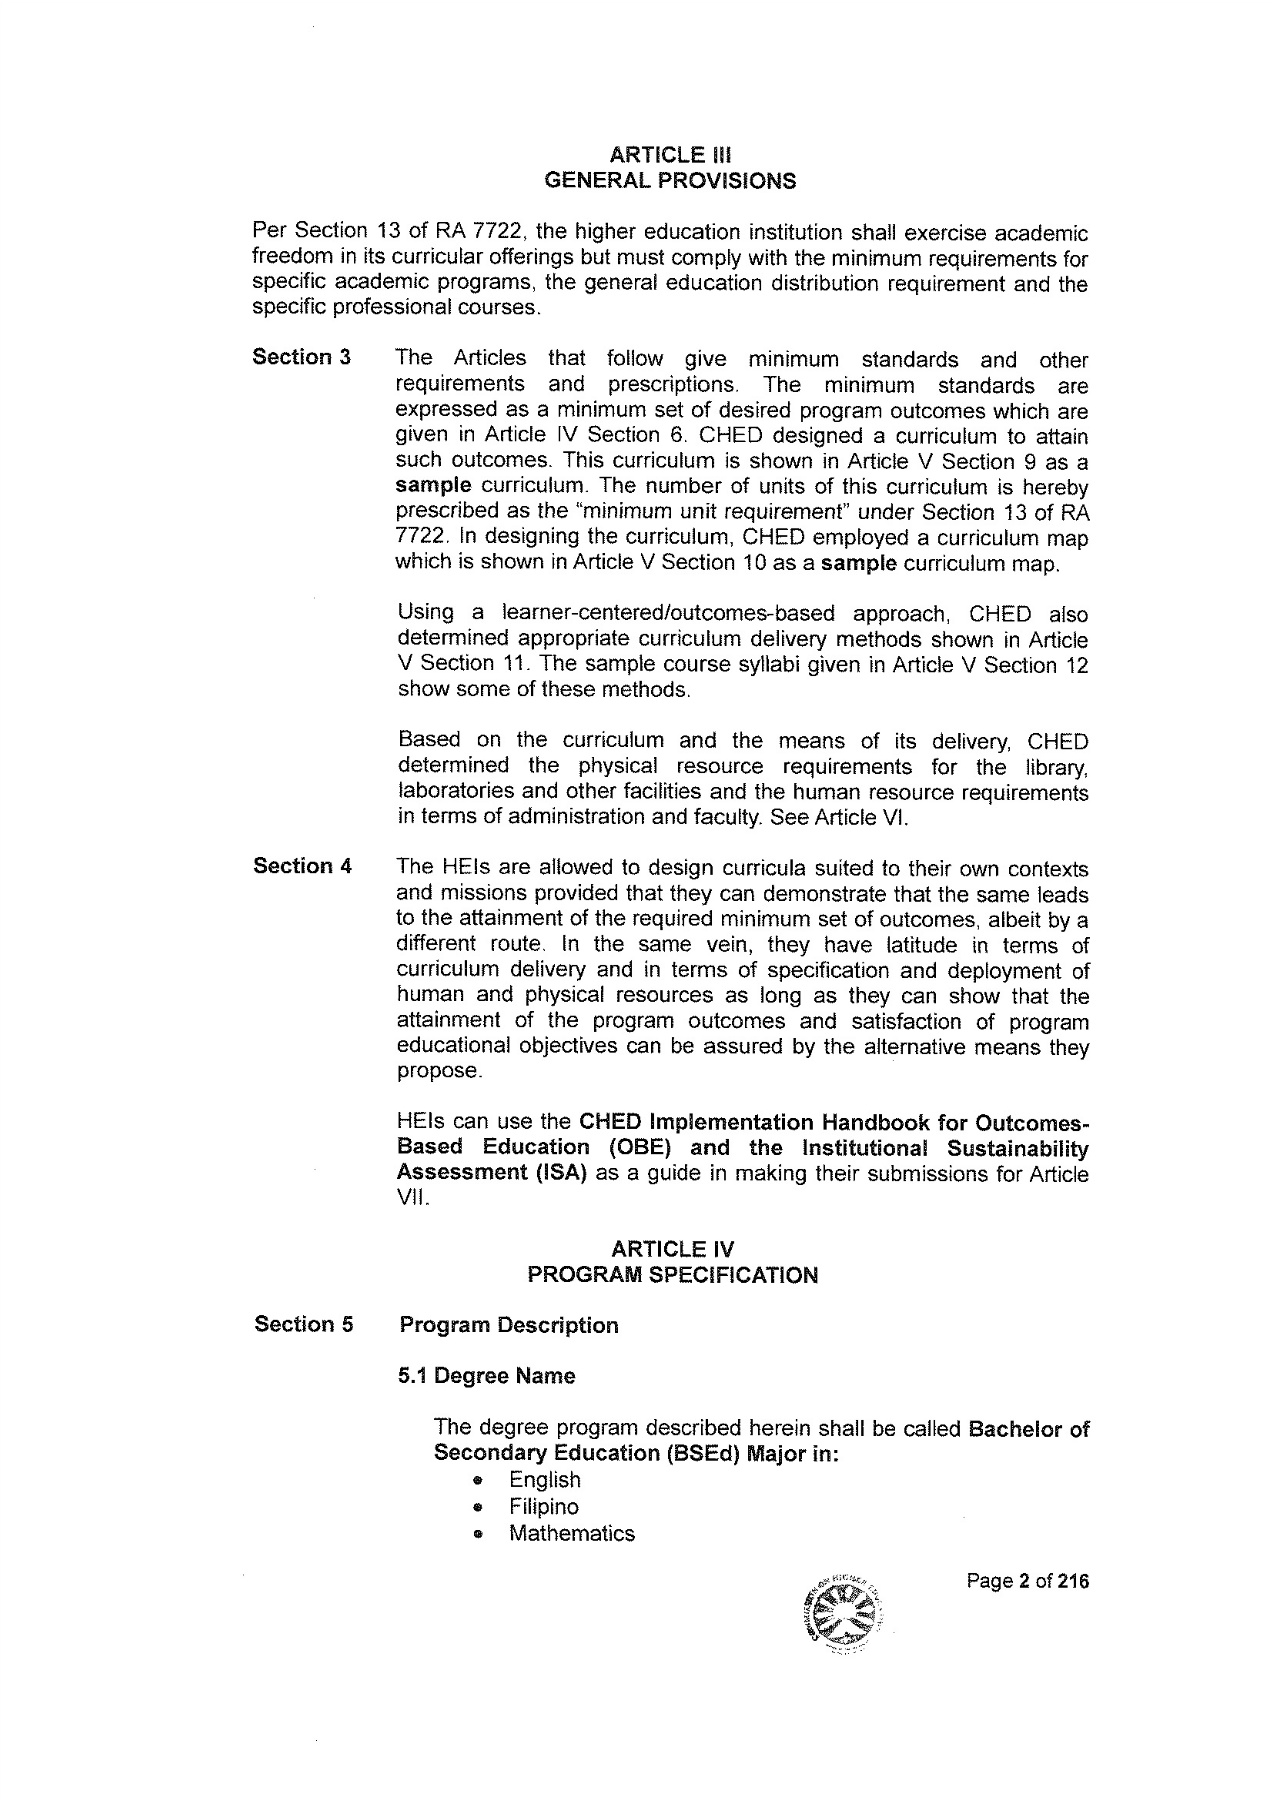 ARTICLE III
GENERAL PROVISIONS
Per Section 13 of RA 7722, the higher education institution shall exercise academic
freedom in its curricular offerings but must comply with the minimum requirements for
specific academic programs, the general education distribution requirement and the
specific professional courses.
Section 3 The Articles that follow give minimum standards and other
requirements and prescriptions. The minimum standards are
expressed as a minimum set of desired program outcomes which are
given in Article IV Section 6. CHED designed a curriculum to attain
such outcomes. This curriculum is shown in Article V Section 9 as a
sample curriculum. The number of units of this curriculum is hereby
prescribed as the “minimum unit requirement” under Section 13 of RA
7722. In designing the curriculum, CHED employed a curriculum map
which is shown in Article V Section 10 as a sample curriculum map.
Using a learner-centered/outcomes-based approach, CHED also
determined appropriate curriculum delivery methods shown in Article
V Section 11. The sample course syllabi given in Article V Section 12
show some of these methods.
Based on the curriculum and the means of its delivery, CHED
determined the physical resource requirements for the library,
laboratories and other facilities and the human resource requirements
in terms of administration and faculty. See Article VI.
Section 4 The HEIs are allowed to design curricula suited to their own contexts
and missions provided that they can demonstrate that the same leads
to the attainment of the required minimum set of outcomes, albeit by a
different route. In the same vein, they have latitude in terms of
curriculum delivery and in terms of specification and deployment of
human and physical resources as long as they can show that the
attainment of the program outcomes and satisfaction of program
educational objectives can be assured by the alternative means they
propose.
HEIs can use the CHED Implementation Handbook for Outcomes-
Based Education (OBE) and the Institutional Sustainability
Assessment (ISA) as a guide in making their submissions for Article
VII.
ARTICLE IV
PROGRAM SPECIFICATION
Section 5 Program Description
5.1 Degree Name
The degree program described herein shall be called Bachelor of
Secondary Education (BSEd) Major in:
• English
• Filipino
• Mathematics
Page 2 of 216